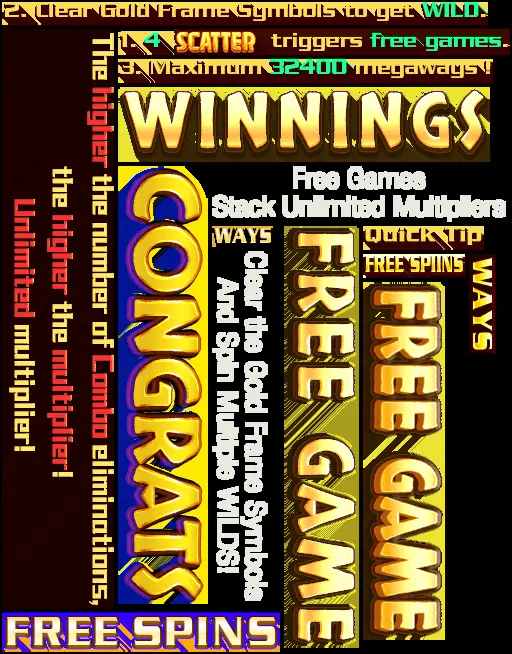 2. Clear Gold Frame Symbols to get WILD.
1. 4 SCATTER triggers free games.
3. Maximum 32400 megaways !
WINNINGS
Free Games
Stack Unlimited Multipliers
The higher the number of Combo eliminations,
the higher the multiplier!
Unlimited multiplier!
CONGRATS
WAYS
Clear the Gold Frame Symbols
And Spin Multiple WILDS!
FREE GAME
Quick Tip
FREE SPINS
WAYS
FREE GAME
FREE SPINS